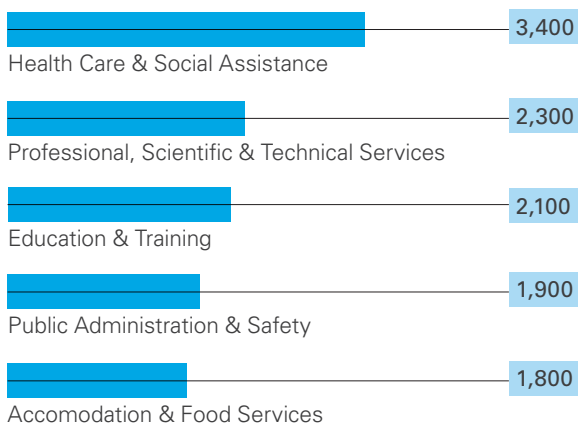 3,400
Health Care & Social Assistance
2,300
Professional, Scientific & Technical Services
2,100
Education & Training
1,900
Public Administration & Safety
1,800
Accomodation & Food Services